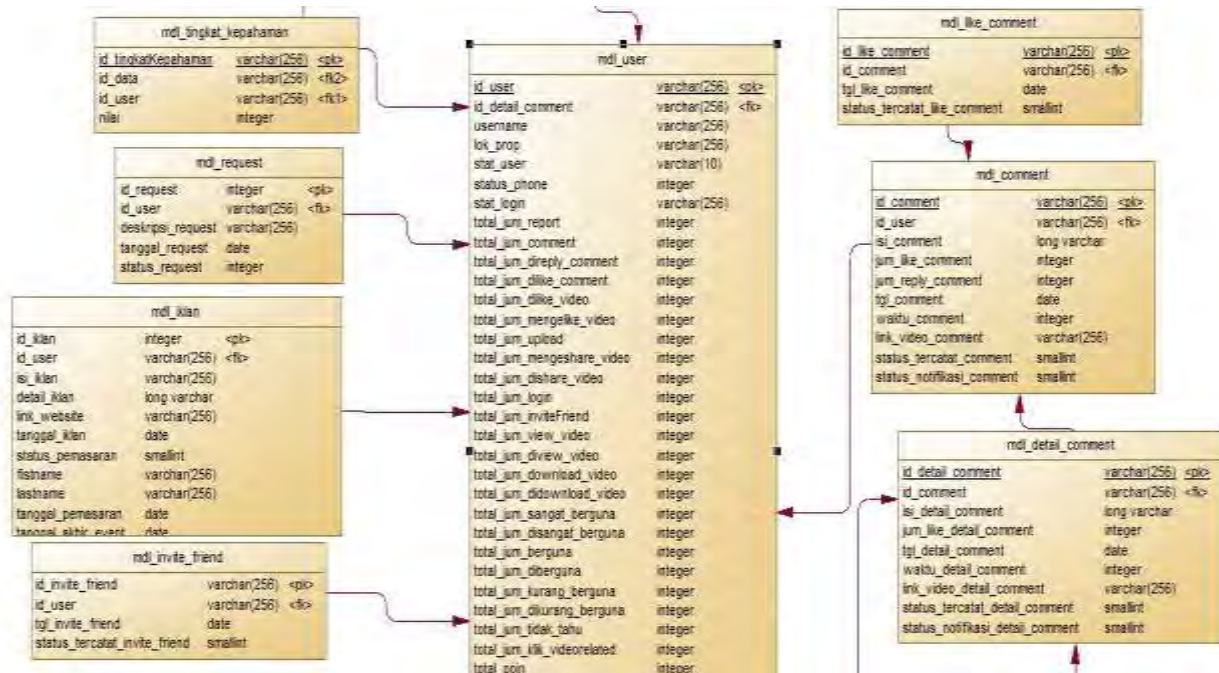 mdl_tingkat_kepahaman
id_tingkatKepahaman varchar(256) <pk>
id_data varchar(256) <fk2>
id_user varchar(256) <fk1>
nilai integer
mdl_request
id_request integer <pk>
id_user varchar(256) <fk>
deskripsi_request varchar(256)
tanggal_request date
status_request integer
mdl_iklan
id_iklan integer <pk>
id_user varchar(256) <fk>
isi_iklan varchar(256)
detail_iklan long varchar
link_website varchar(256)
tanggal_iklan date
status_pemasaran smallint
fistname varchar(256)
lastname varchar(256)
tanggal_pemasaran date
tanggal_akhir_event date
mdl_invite_friend
id_invite_friend varchar(256) <pk>
id_user varchar(256) <fk>
tgl_invite_friend date
status_tercatat_invite_friend smallint
mdl_user
id_user varchar(256) <pk>
id_detail_comment varchar(256) <fk>
username varchar(256)
lok_prop varchar(256)
stat_user varchar(10)
status_phone integer
stat_login varchar(256)
total_jum_report integer
total_jum_comment integer
total_jum_direply_comment integer
total_jum_dilike_comment integer
total_jum_dilike_video integer
total_jum_mengelike_video integer
total_jum_upload integer
total_jum_mengeshare_video integer
total_jum_dishare_video integer
total_jum_login integer
total_jum_inviteFriend integer
total_jum_view_video integer
total_jum_diview_video integer
total_jum_download_video integer
total_jum_didownload_video integer
total_jum_sangat_berguna integer
total_jum_disangat_berguna integer
total_jum_berguna integer
total_jum_diberguna integer
total_jum_kurang_berguna integer
total_jum_dikurang_berguna integer
total_jum_tidak_tahu integer
total_jum_klik_videorelated integer
total_poin integer
mdl_like_comment
id_like_comment varchar(256) <pk>
id_comment varchar(256) <fk>
tgl_like_comment date
status_tercatat_like_comment smallint
mdl_comment
id_comment varchar(256) <pk>
id_user varchar(256) <fk>
isi_comment long varchar
jum_like_comment integer
jum_reply_comment integer
tgl_comment date
waktu_comment integer
link_video_comment varchar(256)
status_tercatat_comment smallint
status_notifikasi_comment smallint
mdl_detail_comment
id_detail_comment varchar(256) <pk>
id_comment varchar(256) <fk>
isi_detail_comment long varchar
jum_like_detail_comment integer
tgl_detail_comment date
waktu_detail_comment integer
link_video_detail_comment varchar(256)
status_tercatat_detail_comment smallint
status_notifikasi_detail_comment smallint